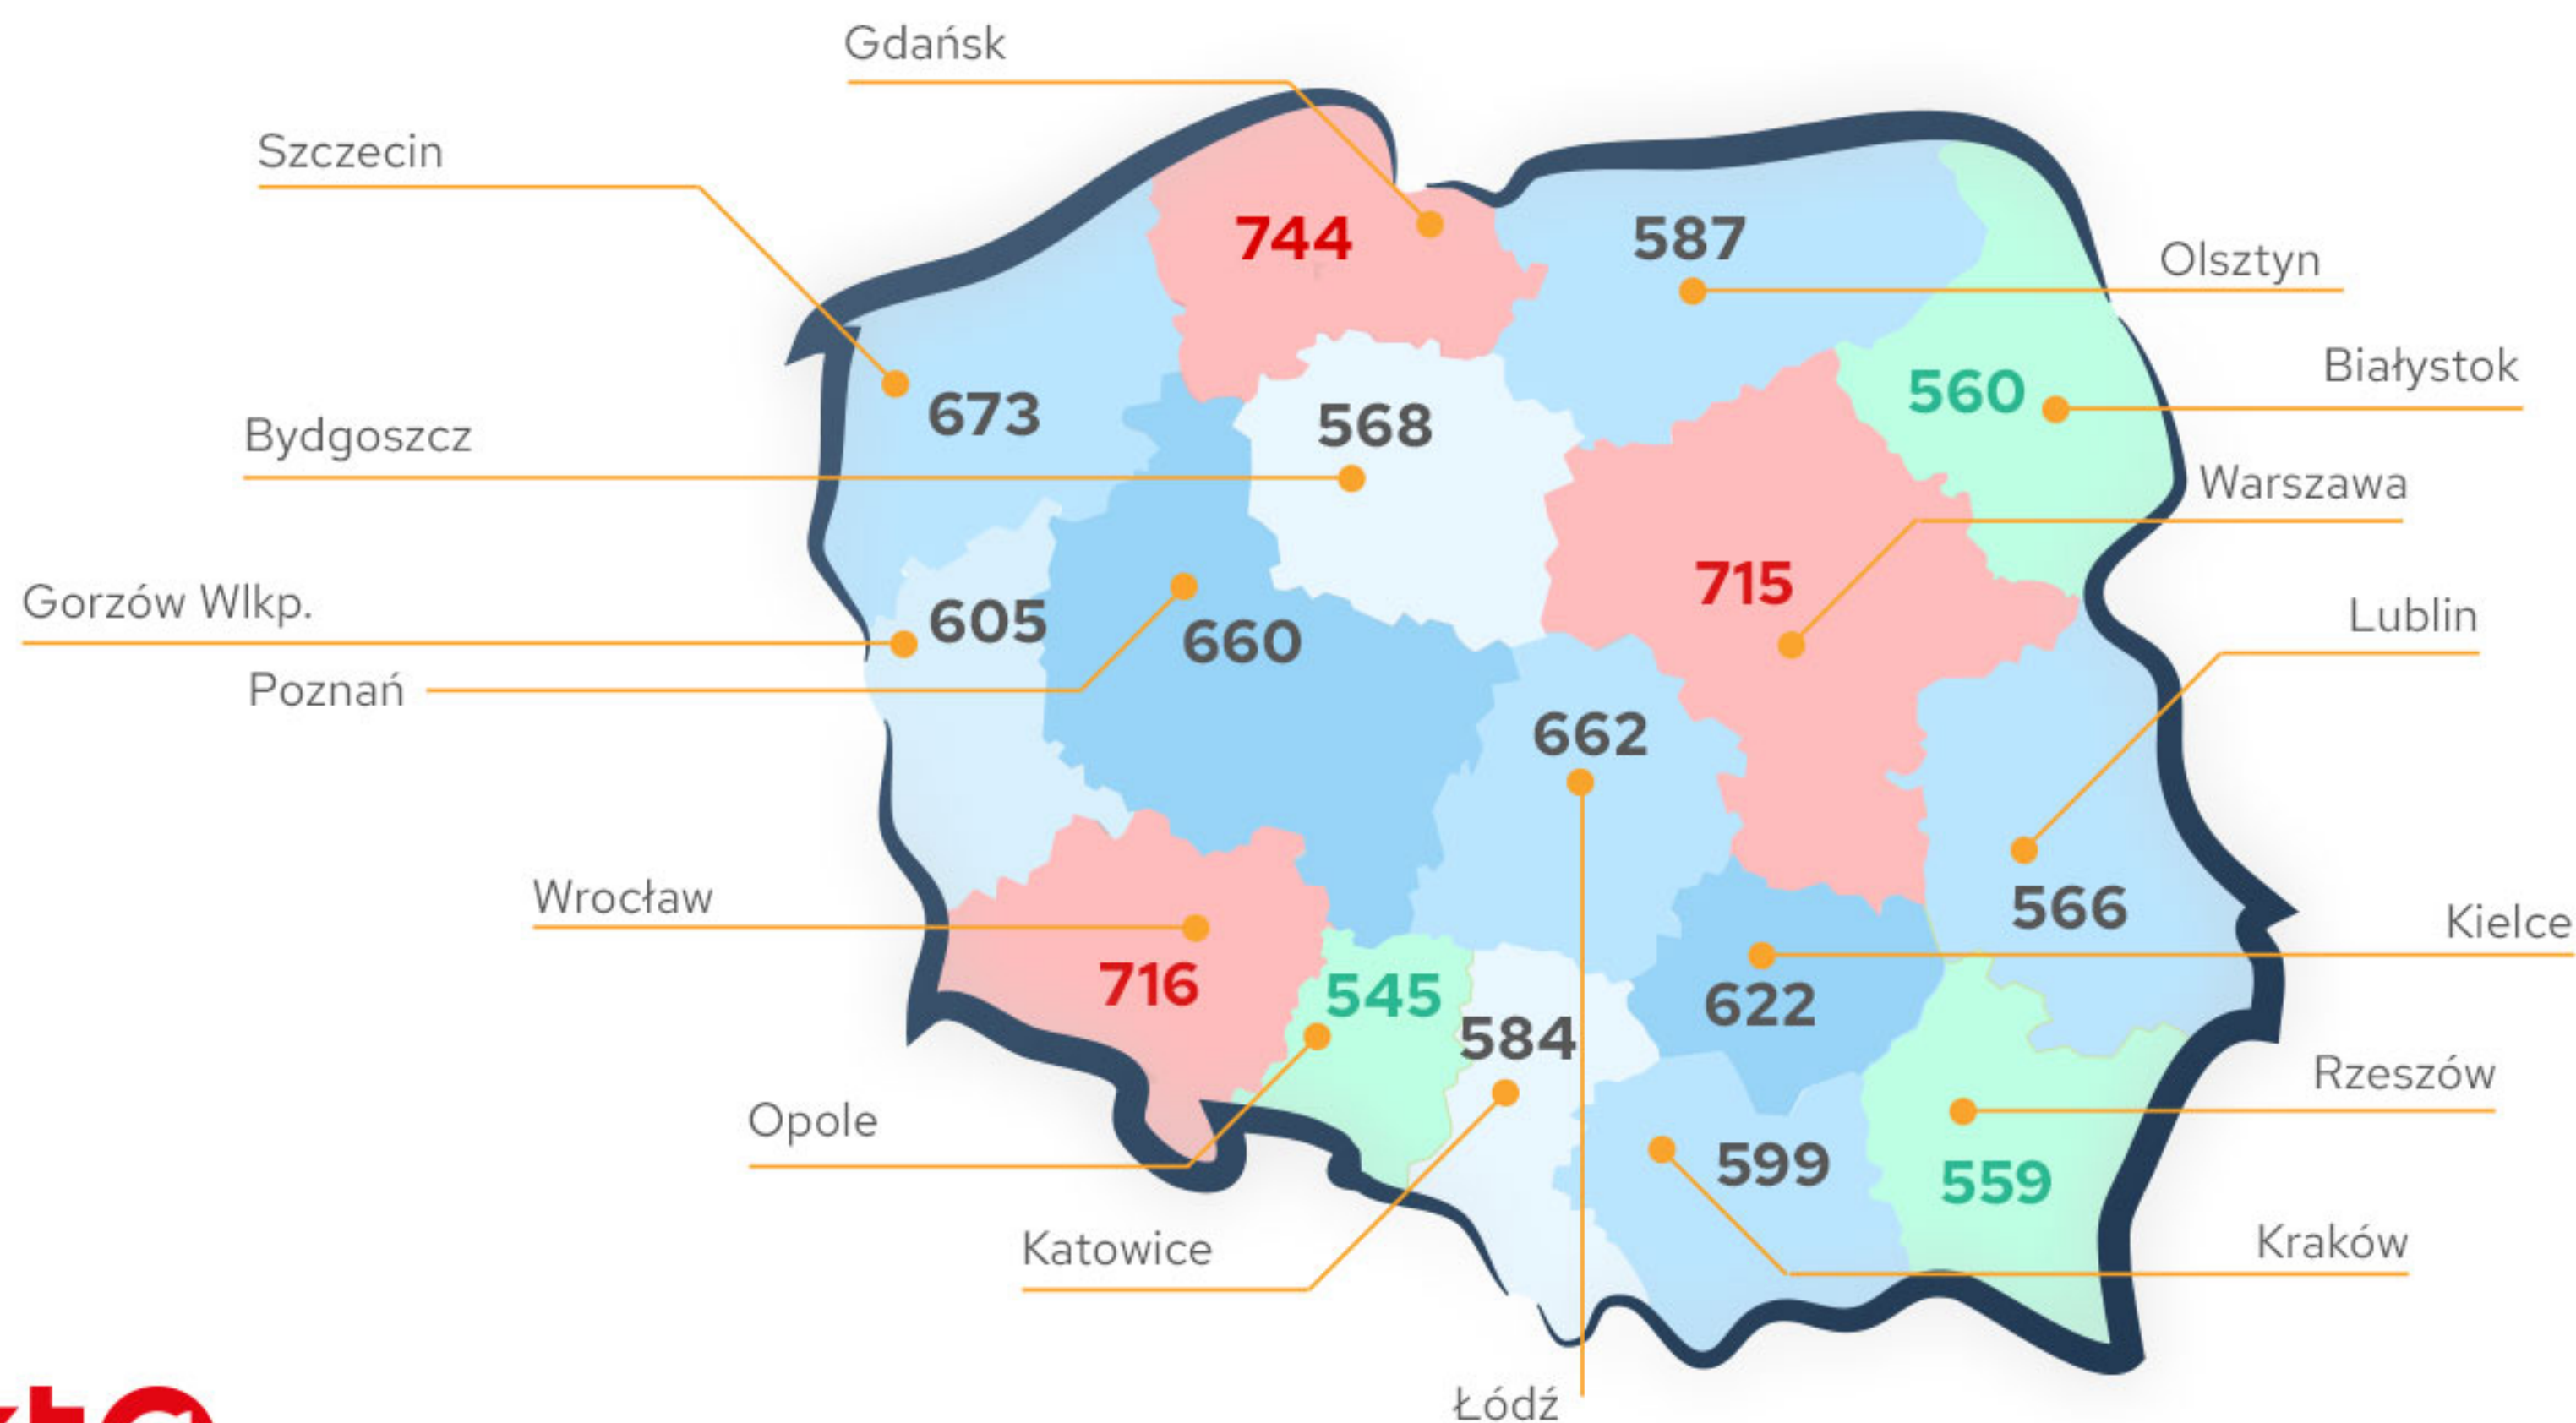 Gdańsk
Szczecin
744
587
Olsztyn
Białystok
560
673
568
Bydgoszcz
Warszawa
715
Gorzów Wlkp.
605
660
Lublin
Poznań
662
Wrocław
566
Kielce
716
545
622
584
Rzeszów
Opole
599
559
Kraków
Katowice
Łódź